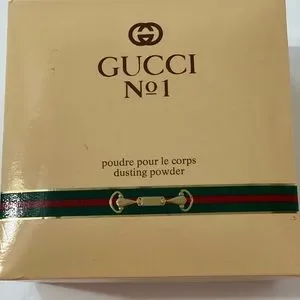 GUCCI
Nº1
poudre pour le corps
dusting powder